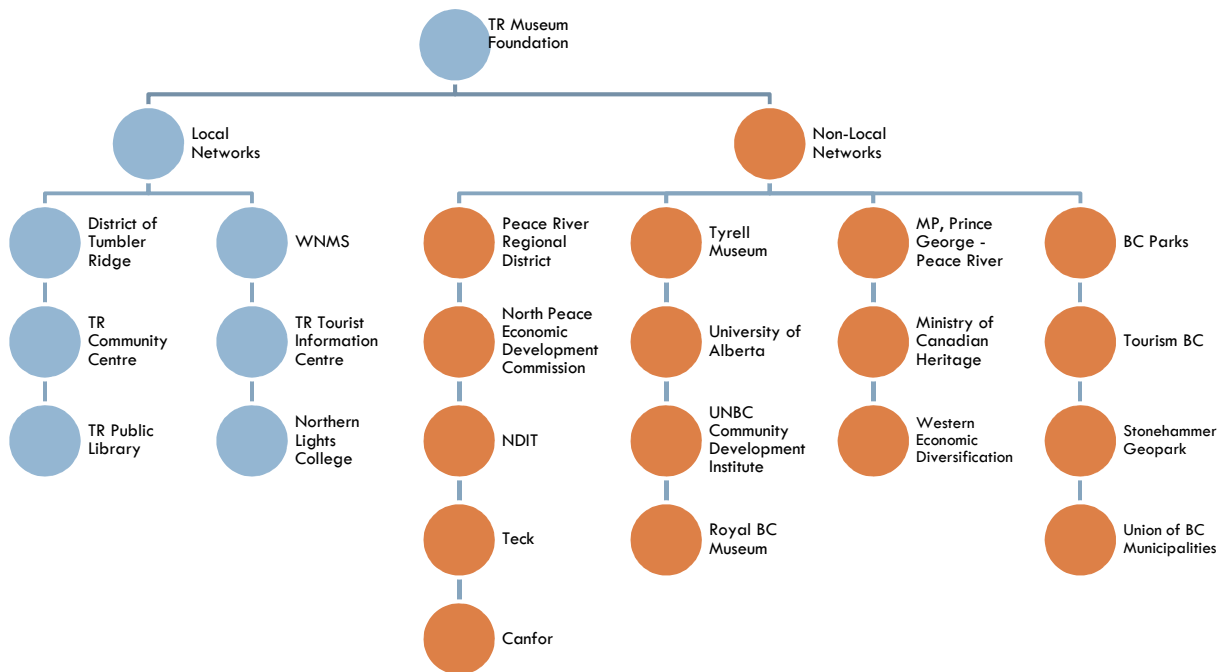 TR Museum
Foundation
Local
Networks
Non-Local
Networks
District of
Tumbler
Ridge
WNMS
Peace River
Regional
District
Tyrell
Museum
MP, Prince
George -
Peace River
BC Parks
TR
Community
Centre
TR Tourist
Information
Centre
North Peace
Economic
Development
Commission
University of
Alberta
Ministry of
Canadian
Heritage
Tourism BC
TR Public
Library
Northern
Lights
College
NDIT
UNBC
Community
Development
Institute
Western
Economic
Diversification
Stonehammer
Geopark
Teck
Royal BC
Museum
Union of BC
Municipalities
Canfor